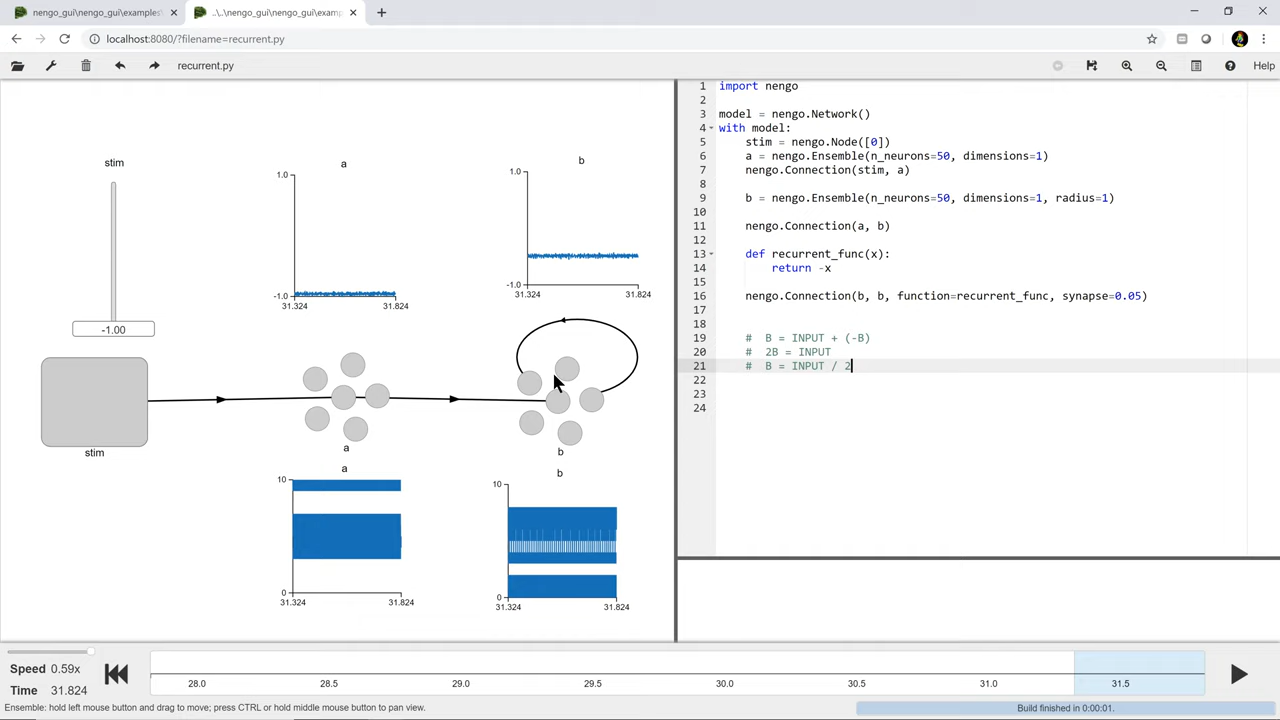 nengo_gui\nengo_gui\examples\
..\..\nengo_gui\nengo_gui\examp
localhost:8080/?filename=recurrent.py
recurrent.py
Help
stim
-1.00
stim
a
1.0
-1.0
31.324
31.824
b
1.0
-1.0
31.324
31.824
a
b
a
10
0
31.324
31.824
b
10
0
31.324
31.824
1 import nengo
2
3 model = nengo.Network()
4 with model:
5 stim = nengo.Node([0])
6 a = nengo.Ensemble(n_neurons=50, dimensions=1)
7 nengo.Connection(stim, a)
8
9 b = nengo.Ensemble(n_neurons=50, dimensions=1, radius=1)
10
11 nengo.Connection(a, b)
12
13 def recurrent_func(x):
14 return -x
15
16 nengo.Connection(b, b, function=recurrent_func, synapse=0.05)
17
18
19 # B = INPUT + (-B)
20 # 2B = INPUT
21 # B = INPUT / 2
22
23
24
Speed 0.59x
Time 31.824
28.0 28.5 29.0 29.5 30.0 30.5 31.0 31.5
Ensemble: hold left mouse button and drag to move; press CTRL or hold middle mouse button to pan view.
Build finished in 0:00:01.